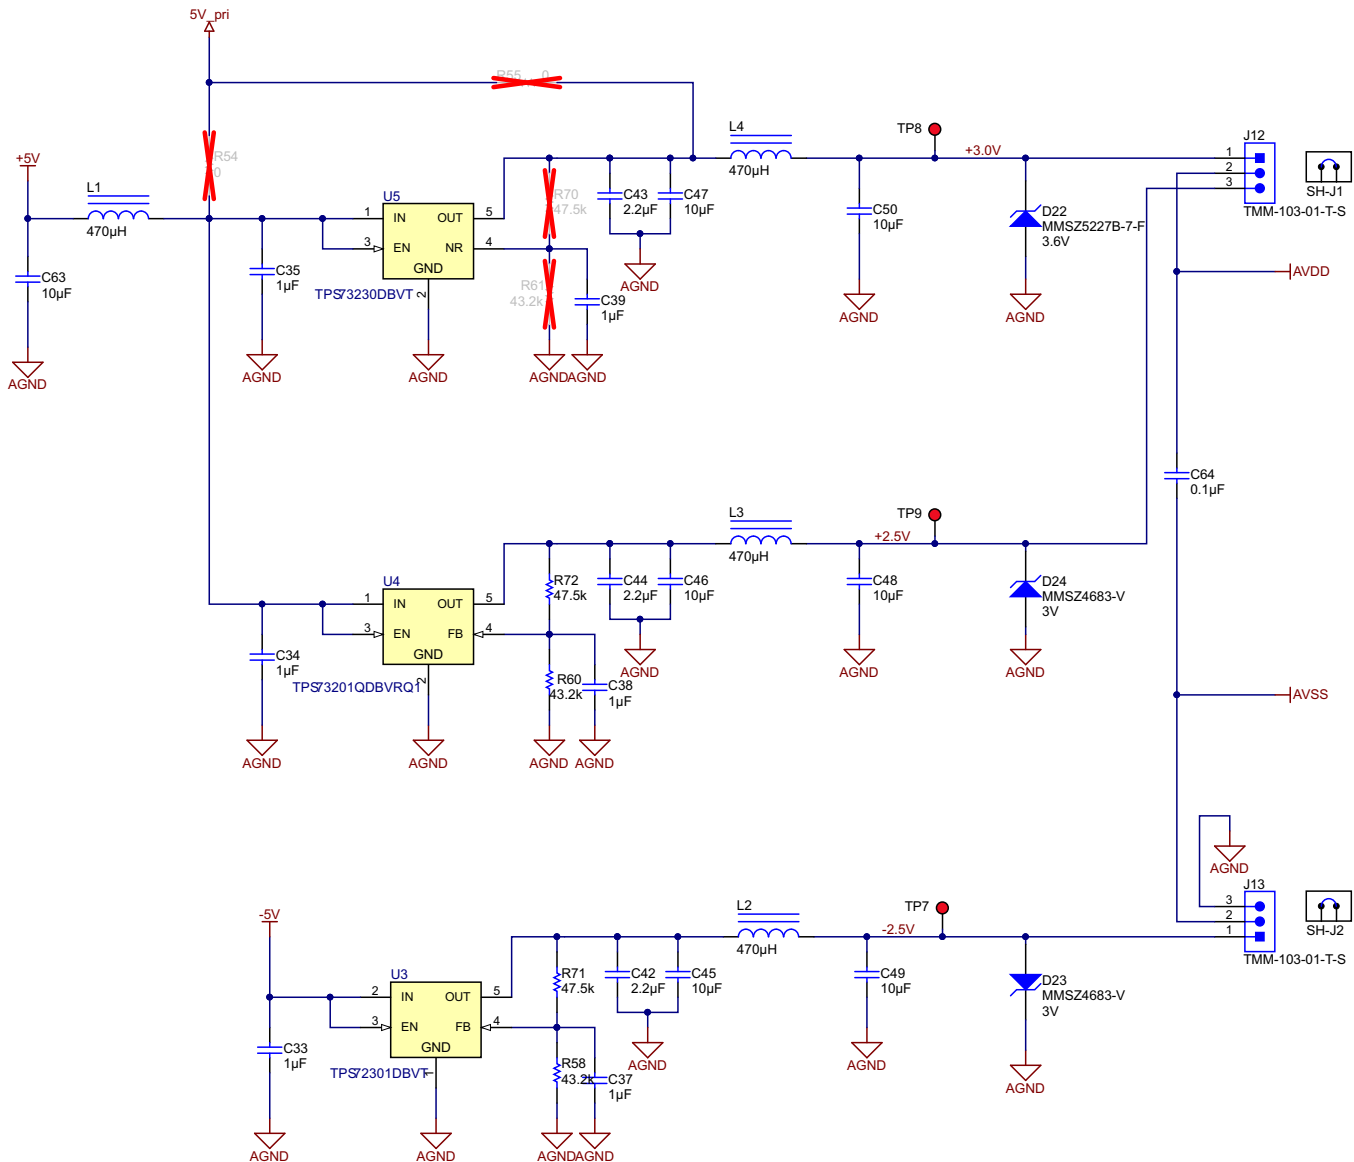 5V_pri
R55 0
R54
0
+5V
L1
470µH
C63
10µF
AGND
C35
1µF
AGND
U5
1 IN OUT 5
3 EN NR 4
GND
2
TPS73230DBVT
AGND
R70
47.5k
R61
43.2k
C39
1µF
AGND
AGND
C43
2.2µF
C47
10µF
AGND
L4
470µH
TP8
+3.0V
C50
10µF
AGND
D22
MMSZ5227B-7-F
3.6V
AGND
J12
1
2
3
TMM-103-01-T-S
SH-J1
AVDD
C64
0.1µF
AVSS
C34
1µF
AGND
U4
1 IN OUT 5
3 EN FB 4
GND
2
TPS73201QDBVRQ1
AGND
R72
47.5k
R60
43.2k
C38
1µF
AGND
AGND
C44
2.2µF
C46
10µF
AGND
L3
470µH
TP9
+2.5V
C48
10µF
AGND
D24
MMSZ4683-V
3V
AGND
-5V
C33
1µF
AGND
U3
2 IN OUT 5
3 EN FB 4
GND
1
TPS72301DBVT
AGND
R71
47.5k
R58
43.2k
C37
1µF
AGND
AGND
C42
2.2µF
C45
10µF
AGND
L2
470µH
TP7
-2.5V
C49
10µF
AGND
D23
MMSZ4683-V
3V
AGND
AGND
J13
3
2
1
TMM-103-01-T-S
SH-J2